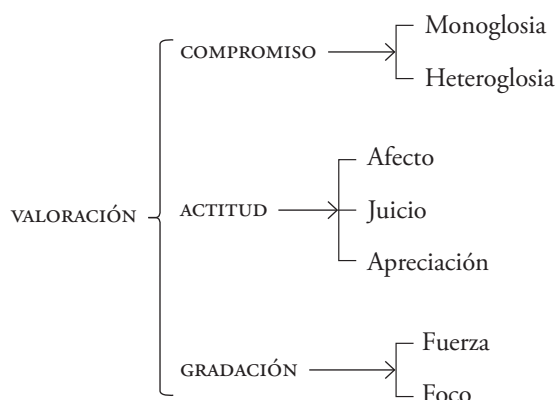 Monoglosia
COMPROMISO
Heteroglosia
Afecto
VALORACIÓN
ACTITUD
Juicio
Apreciación
Fuerza
GRADACIÓN
Foco